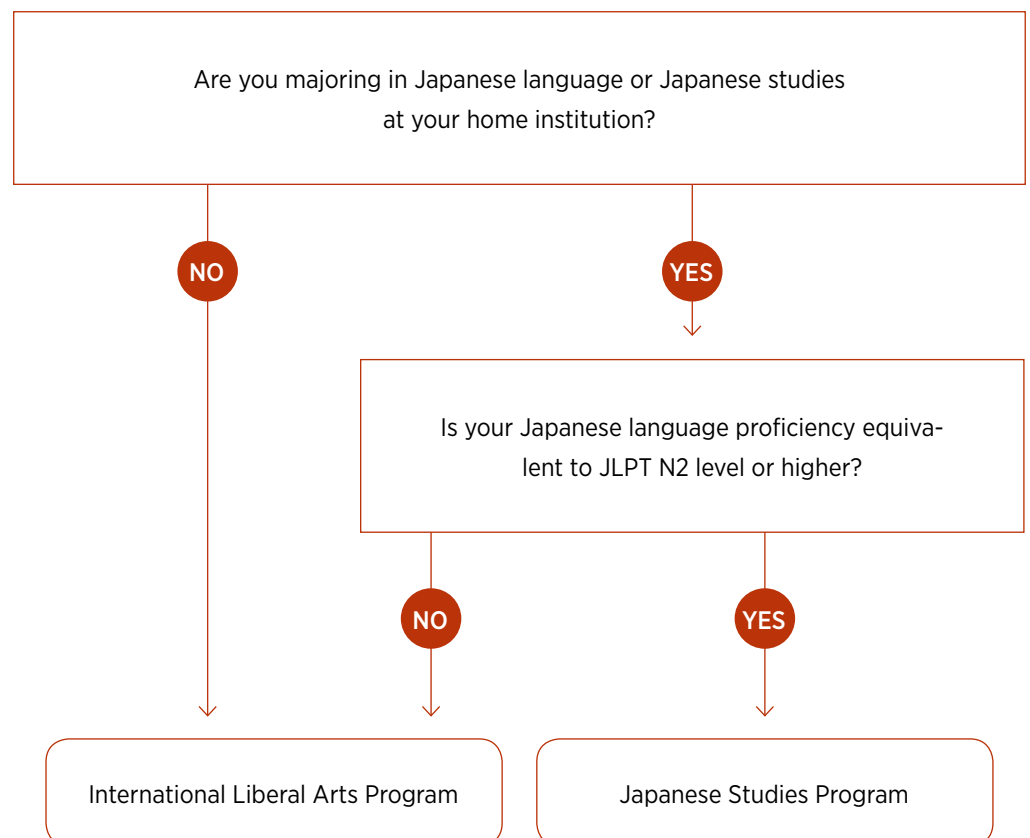 Are you majoring in Japanese language or Japanese studies
at your home institution?
NO
YES
Is your Japanese language proficiency equiva-
lent to JLPT N2 level or higher?
NO
YES
International Liberal Arts Program
Japanese Studies Program